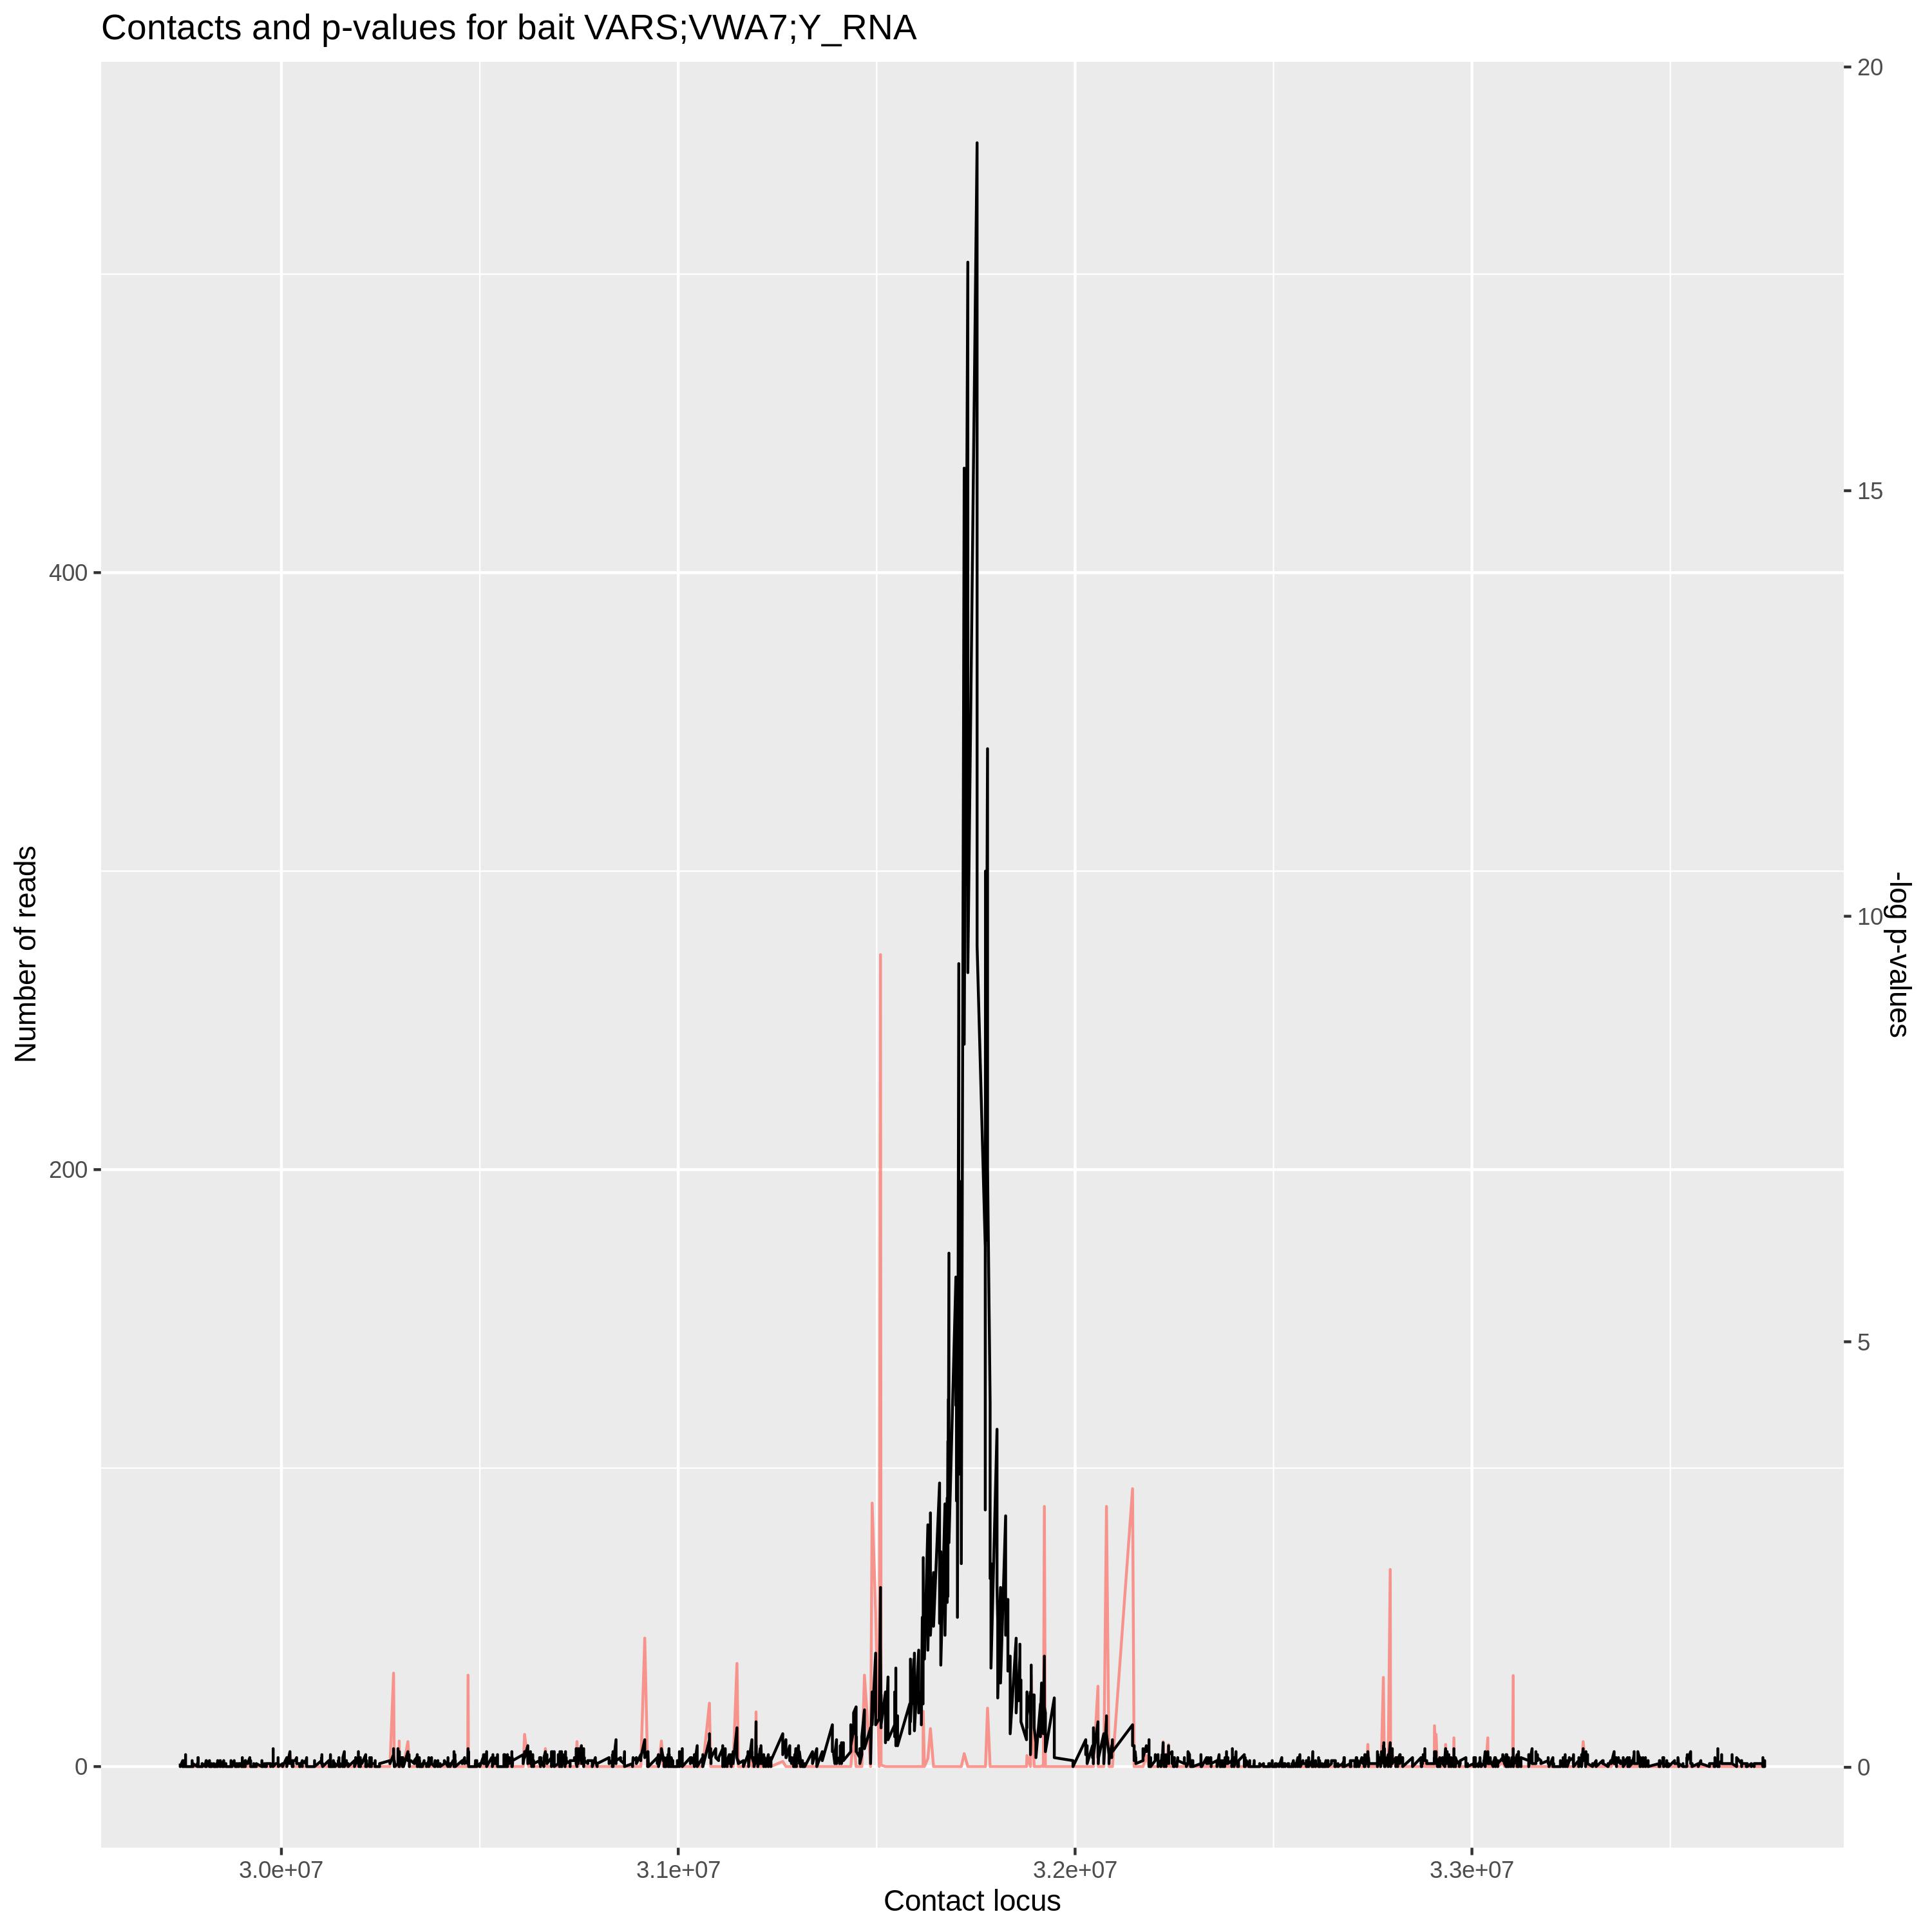 Contacts and p-values for bait VARS;VWA7;Y_RNA
20
15
400
10
Number of reads
-log p-values
200
5
0
0
3.0e+07 3.1e+07 3.2e+07 3.3e+07
Contact locus